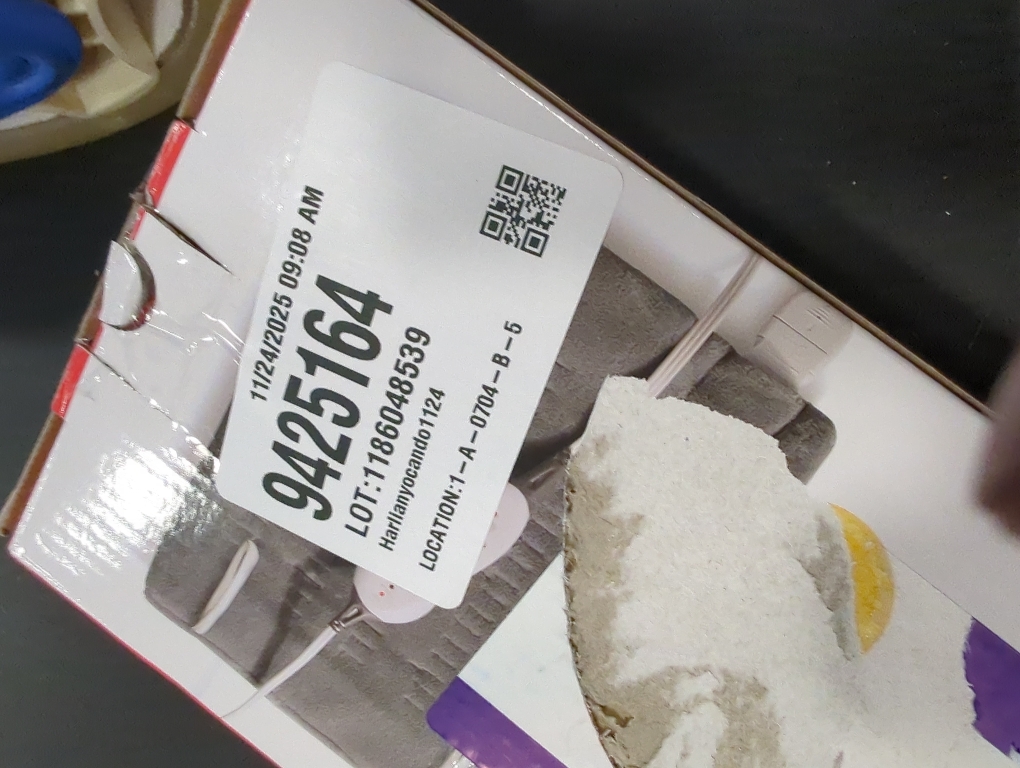 11/24/2025 09:08 AM
9425164
LOT:1186048539
Harllanyocando1124
LOCATION:1-A-0704-B-5